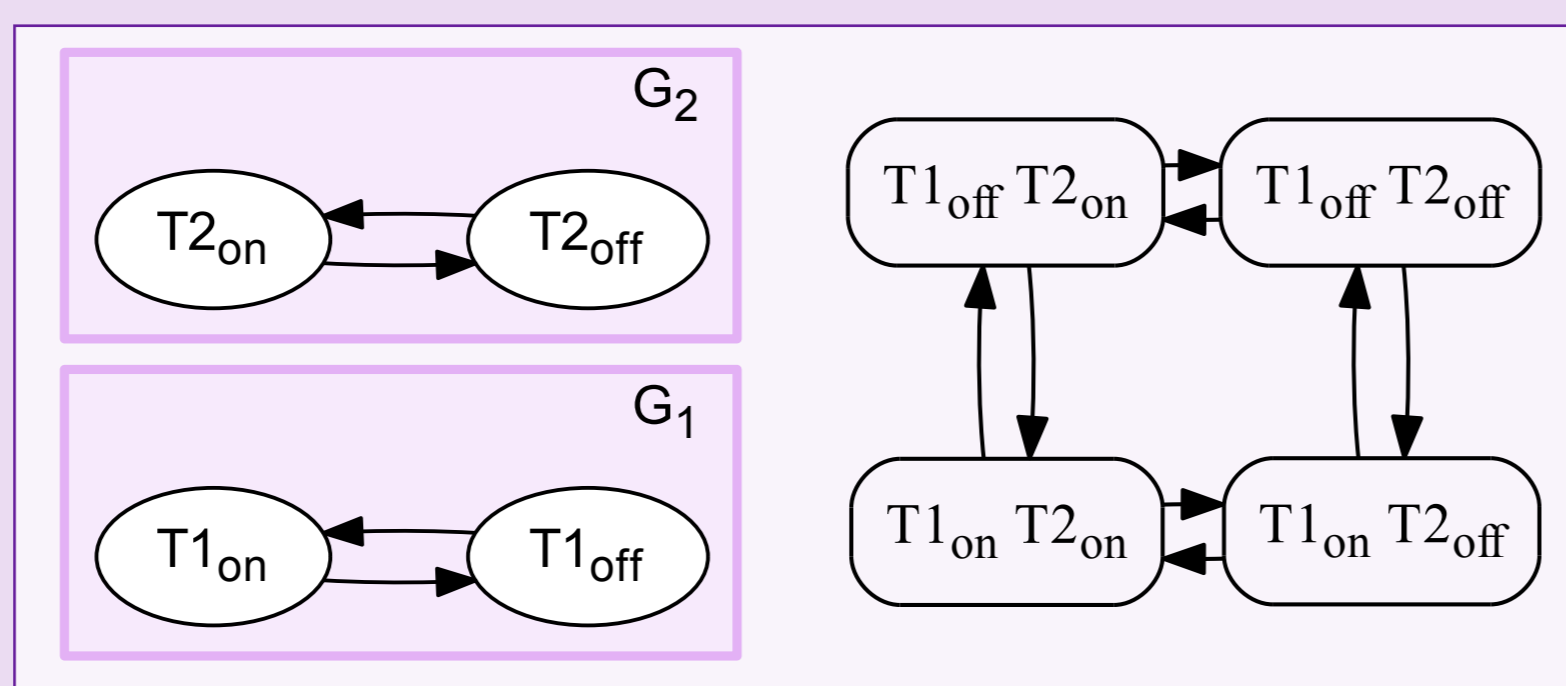 G₂
T2ₒₙ T2ₒff
G₁
T1ₒₙ T1ₒff
T1ₒff T2ₒₙ T1ₒff T2ₒff
T1ₒₙ T2ₒₙ T1ₒₙ T2ₒff